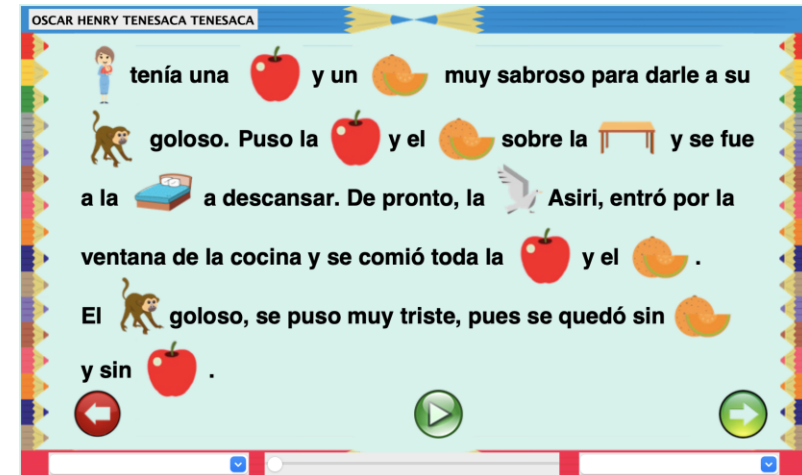 OSCAR HENRY TENESACA TENESACA
tenía una y un muy sabroso para darle a su
goloso. Puso la y el sobre la y se fue
a la a descansar. De pronto, la Asiri, entró por la
ventana de la cocina y se comió toda la y el .
El goloso, se puso muy triste, pues se quedó sin
y sin .